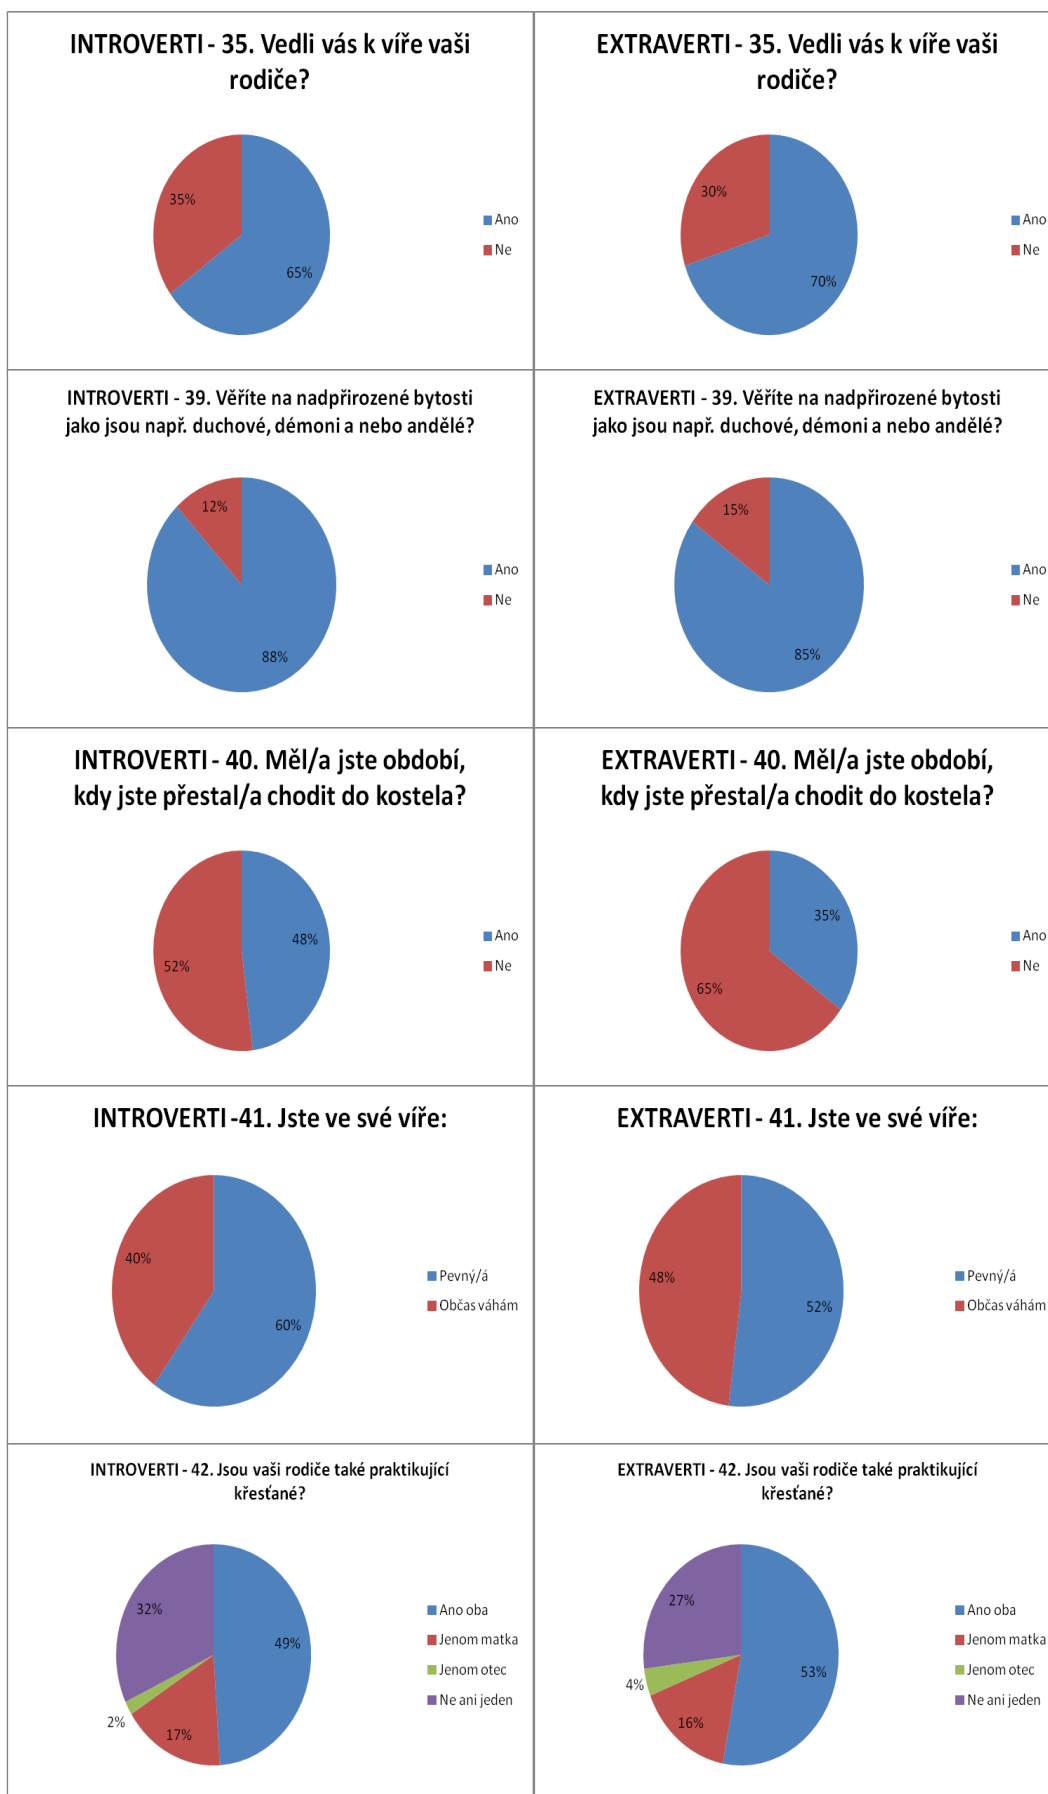 INTROVERTI - 35. Vedli vás k víře vaši
rodiče?
35%
65%
Ano
Ne
EXTRAVERTI - 35. Vedli vás k víře vaši
rodiče?
30%
70%
Ano
Ne
INTROVERTI - 39. Věříte na nadpřirozené bytosti
jako jsou např. duchové, démoni a nebo andělé?
12%
88%
Ano
Ne
EXTRAVERTI - 39. Věříte na nadpřirozené bytosti
jako jsou např. duchové, démoni a nebo andělé?
15%
85%
Ano
Ne
INTROVERTI - 40. Měl/a jste období,
kdy jste přestal/a chodit do kostela?
48%
52%
Ano
Ne
EXTRAVERTI - 40. Měl/a jste období,
kdy jste přestal/a chodit do kostela?
35%
65%
Ano
Ne
INTROVERTI -41. Jste ve své víře:
40%
60%
Pevný/á
Občas váhám
EXTRAVERTI - 41. Jste ve své víře:
48%
52%
Pevný/á
Občas váhám
INTROVERTI - 42. Jsou vaši rodiče také praktikující
křesťané?
32%
49%
2%
17%
Ano oba
Jenom matka
Jenom otec
Ne ani jeden
EXTRAVERTI - 42. Jsou vaši rodiče také praktikující
křesťané?
27%
53%
4%
16%
Ano oba
Jenom matka
Jenom otec
Ne ani jeden